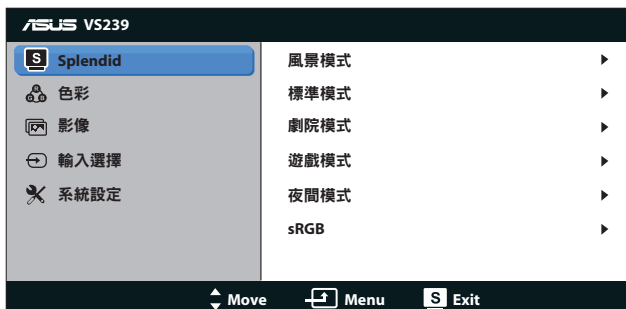 ASUS VS239
S Splendid
色彩
影像
輸入選擇
系統設定
風景模式
標準模式
劇院模式
遊戲模式
夜間模式
sRGB
Move Menu S Exit